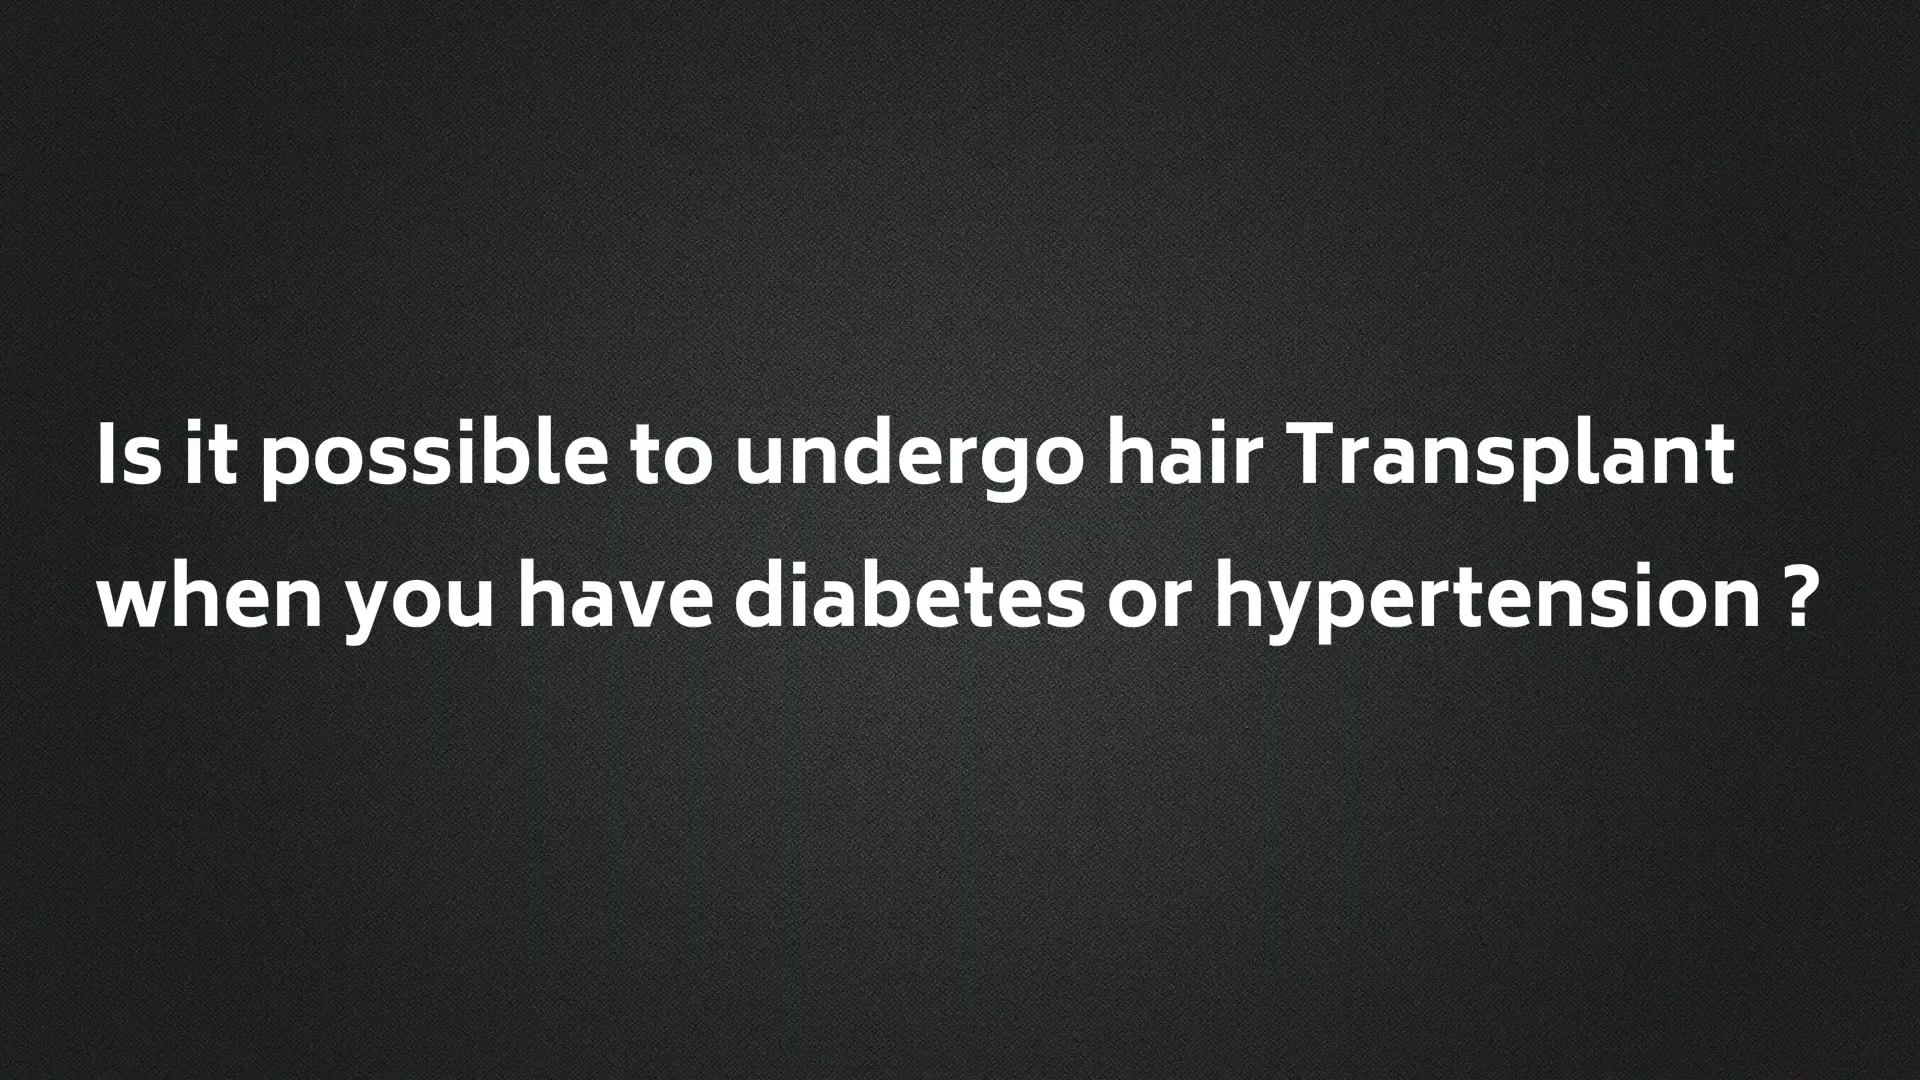 Is it possible to undergo hair Transplant
when you have diabetes or hypertension ?